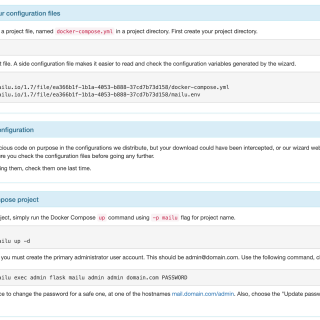 ur configuration files
a project file, named docker-compose.yml in a project directory. First create your project directory.
t file. A side configuration file makes it easier to read and check the configuration variables generated by the wizard.
ailu.io/1.7/file/ea366b1f-1b1a-4053-b888-37cd7b73d158/docker-compose.yml
ailu.io/1.7/file/ea366b1f-1b1a-4053-b888-37cd7b73d158/mailu.env
onfiguration
cious code on purpose in the configurations we distribute, but your download could have been intercepted, or our wizard web
re you check the configuration files before going any further.
ing them, check them one last time.
pose project
ject, simply run the Docker Compose up command using -p mailu flag for project name.
ailu up -d
you must create the primary administrator user account. This should be admin@domain.com. Use the following command, c
ailu exec admin flask mailu admin admin domain.com PASSWORD
ce to change the password for a safe one, at one of the hostnames mail.domain.com/admin. Also, choose the "Update passw